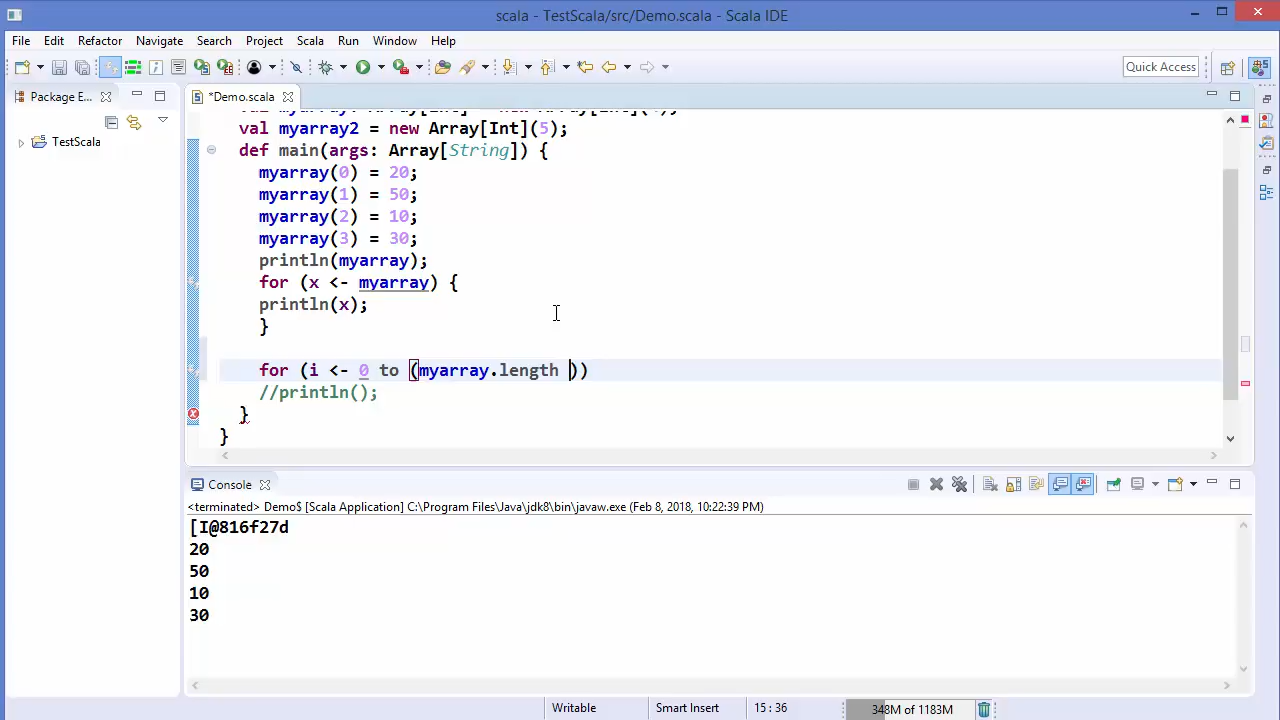 scala - TestScala/src/Demo.scala - Scala IDE
File Edit Refactor Navigate Search Project Scala Run Window Help
Quick Access
Package E...
*Demo.scala
TestScala
val myarray2 = new Array[Int](5);
def main(args: Array[String]) {
myarray(0) = 20;
myarray(1) = 50;
myarray(2) = 10;
myarray(3) = 30;
println(myarray);
for (x <- myarray) {
println(x);
}
for (i <- 0 to (myarray.length ))
//println();
}
}
Console
<terminated> Demo$ [Scala Application] C:\Program Files\Java\jdk8\bin\javaw.exe (Feb 8, 2018, 10:22:39 PM)
[I@816f27d
20
50
10
30
Writable Smart Insert 15 : 36 348M of 1183M